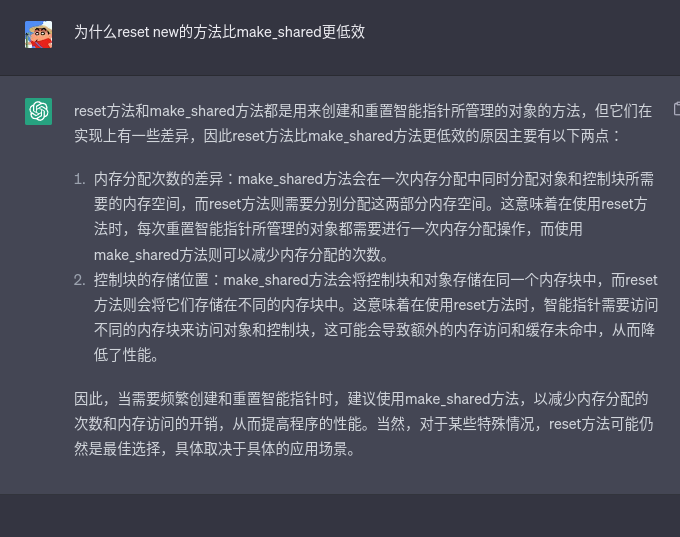 为什么reset new的方法比make_shared更低效
reset方法和make_shared方法都是用来创建和重置智能指针所管理的对象的方法，但它们在
实现上有一些差异，因此reset方法比make_shared方法更低效的原因主要有以下两点：
1. 内存分配次数的差异：make_shared方法会在一次内存分配中同时分配对象和控制块所需
要的内存空间，而reset方法则需要分别分配这两部分内存空间。这意味着在使用reset方
法时，每次重置智能指针所管理的对象都需要进行一次内存分配操作，而使用
make_shared方法则可以减少内存分配的次数。
2. 控制块的存储位置：make_shared方法会将控制块和对象存储在同一个内存块中，而reset
方法则会将它们存储在不同的内存块中。这意味着在使用reset方法时，智能指针需要访问
不同的内存块来访问对象和控制块，这可能会导致额外的内存访问和缓存未命中，从而降
低了性能。
因此，当需要频繁创建和重置智能指针时，建议使用make_shared方法，以减少内存分配的
次数和内存访问的开销，从而提高程序的性能。当然，对于某些特殊情况，reset方法可能仍
然是最佳选择，具体取决于具体的应用场景。